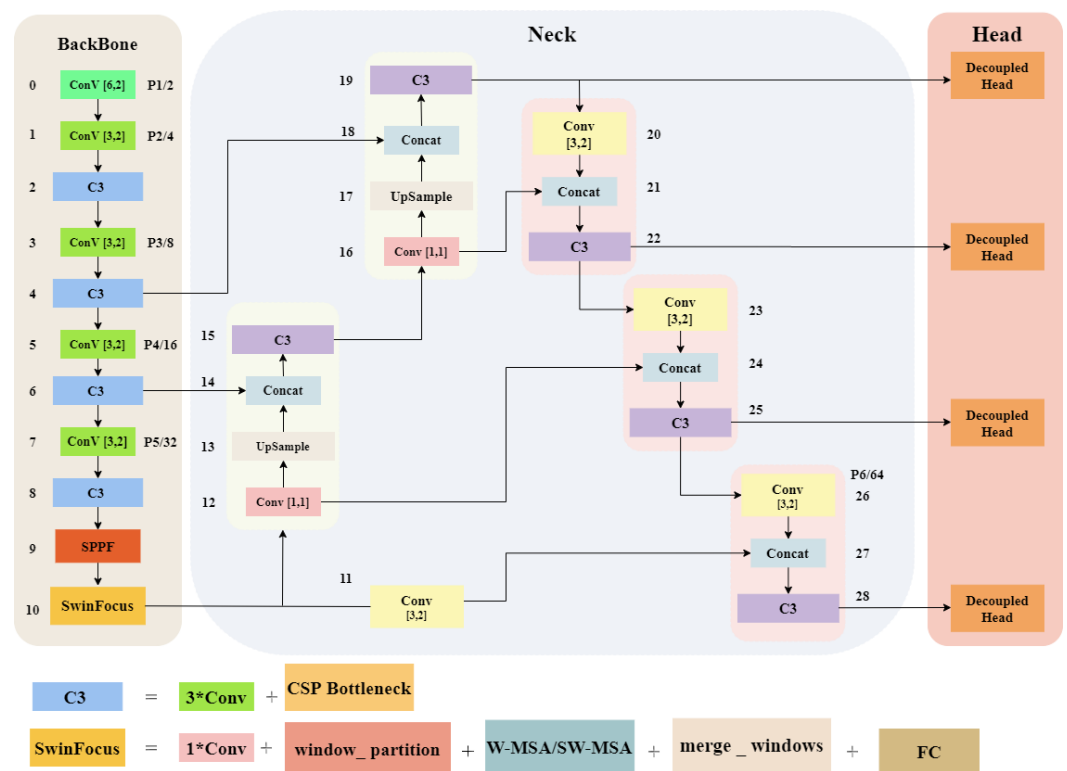 BackBone
Neck
Head
0
ConV [6,2]
P1/2
1
ConV [3,2]
P2/4
2
C3
3
ConV [3,2]
P3/8
4
C3
5
ConV [3,2]
P4/16
6
C3
7
ConV [3,2]
P5/32
8
C3
9
SPPF
10
SwinFocus
11
Conv
[3,2]
15
C3
14
Concat
13
UpSample
12
Conv [1,1]
19
C3
18
Concat
17
UpSample
16
Conv [1,1]
Conv
[3,2]
20
Concat
21
C3
22
Conv
[3,2]
23
Concat
24
C3
25
P6/64
Conv
[3,2]
26
Concat
27
C3
28
Decoupled
Head
Decoupled
Head
Decoupled
Head
Decoupled
Head
C3 = 3*Conv + CSP Bottleneck
SwinFocus = 1*Conv + window_ partition + W-MSA/SW-MSA + merge _ windows + FC